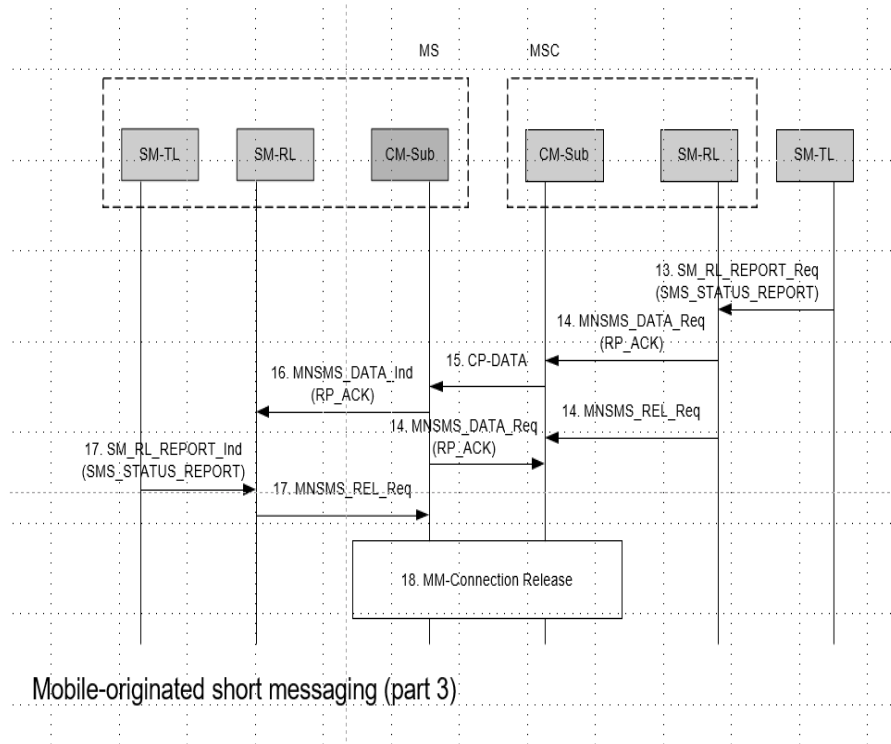 MS
MSC
SM-TL
SM-RL
CM-Sub
CM-Sub
SM-RL
SM-TL
13. SM_RL_REPORT_Req
(SMS_STATUS_REPORT)
14. MNSMS_DATA_Req
(RP_ACK)
15. CP-DATA
16. MNSMS_DATA_Ind
(RP_ACK)
14. MNSMS_REL_Req
14. MNSMS_DATA_Req
(RP_ACK)
17. SM_RL_REPORT_Ind
(SMS_STATUS_REPORT)
17. MNSMS_REL_Req
18. MM-Connection Release
Mobile-originated short messaging (part 3)